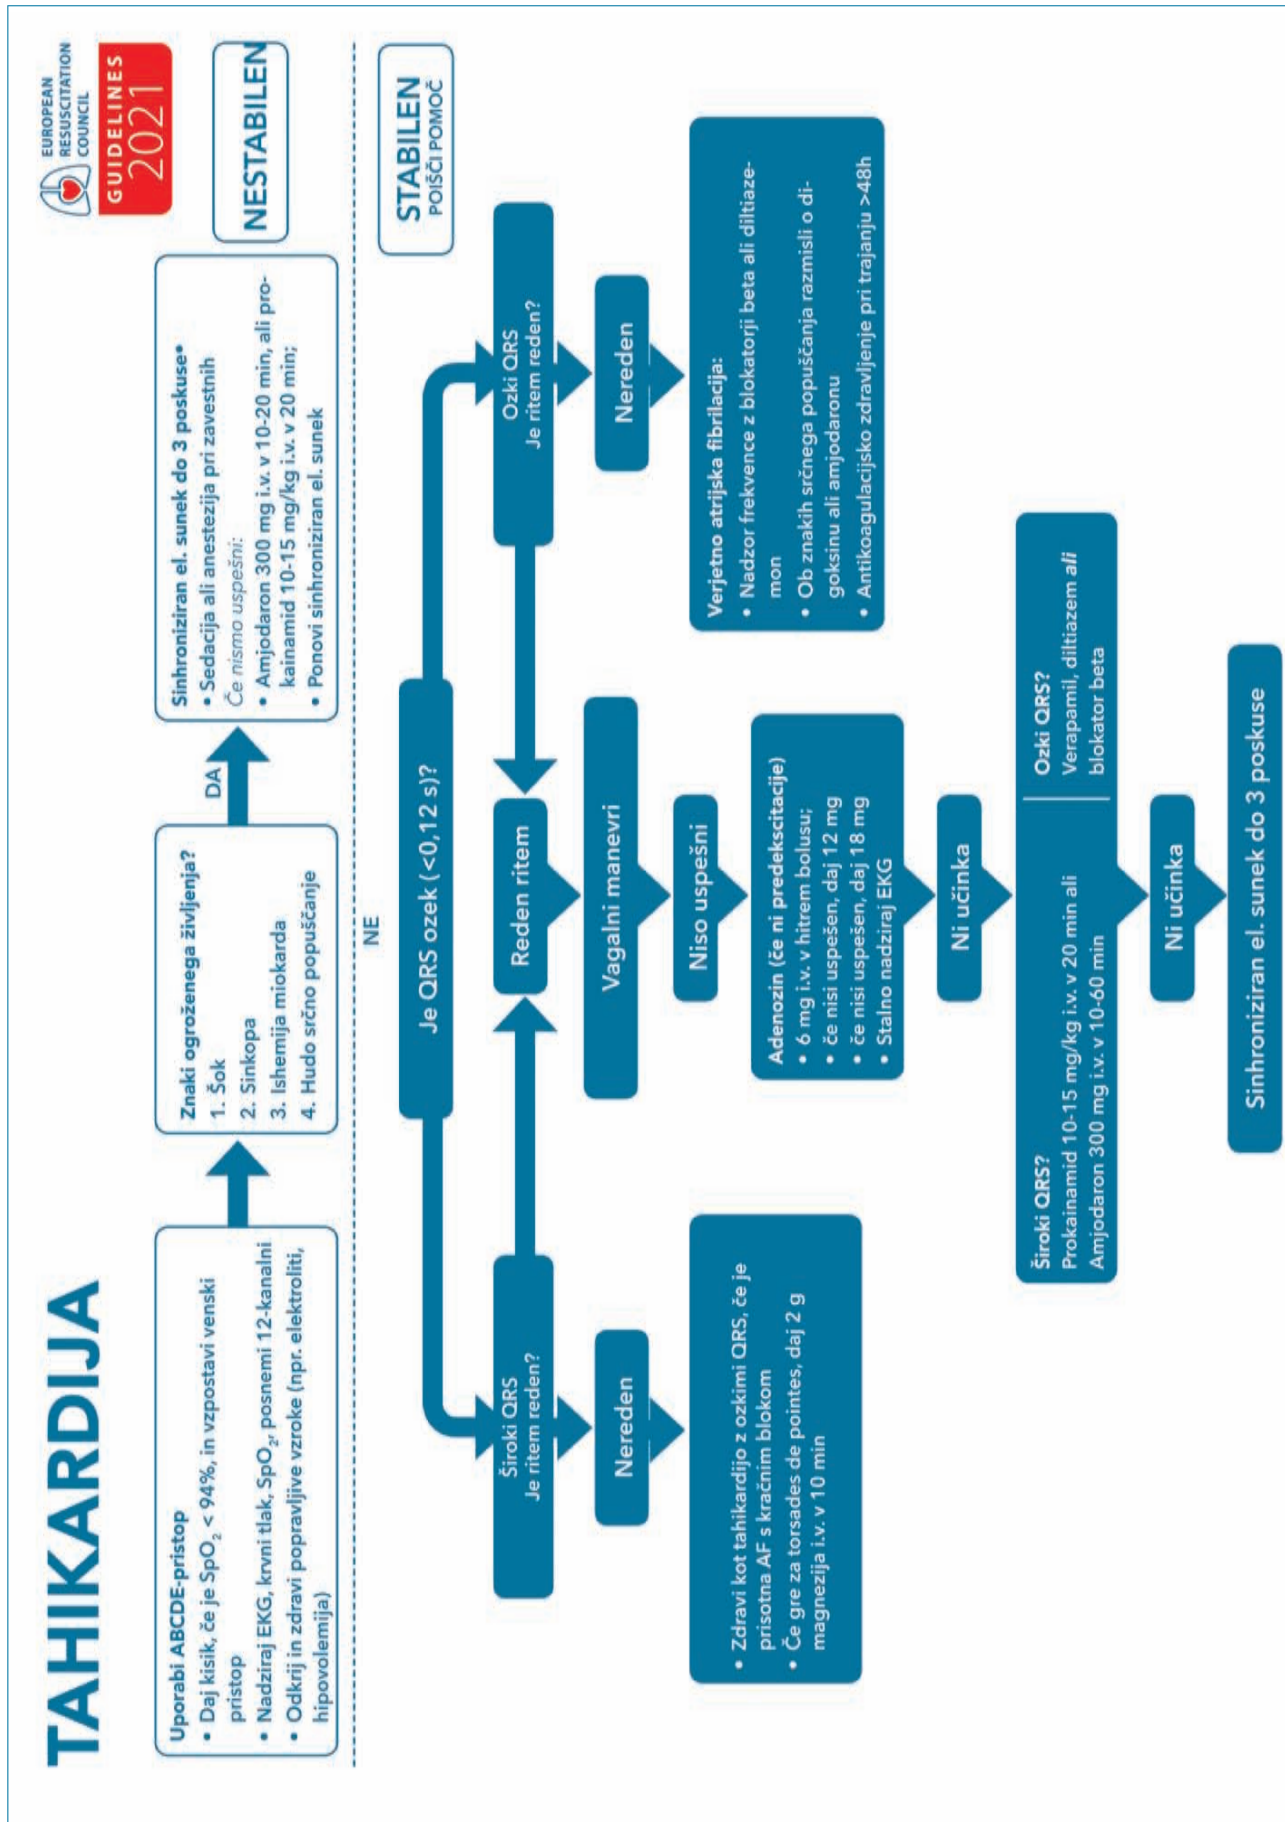 TAHIKARDIJA
EUROPEAN
RESUSCITATION
COUNCIL
GUIDELINES
2021
Uporabi ABCDE-pristop
• Daj kisik, če je SpO₂ < 94%, in vzpostavi venski
pristop
• Nadziraj EKG, krvni tlak, SpO₂, posnemi 12-kanalni
• Odkrij in zdravi popravljive vzroke (npr. elektroliti,
hipovolemija)
Znaki ogroženega življenja?
1. Šok
2. Sinkopa
3. Ishemija miokarda
4. Hudo srčno popuščanje
DA
Sinhroniziran el. sunek do 3 poskuse•
• Sedacija ali anestezija pri zavestnih
Če nismo uspešni:
• Amjodaron 300 mg i.v. v 10-20 min, ali pro-
kainamid 10-15 mg/kg i.v. v 20 min;
• Ponovi sinhroniziran el. sunek
NESTABILEN
NE
STABILEN
POIŠČI POMOČ
Je QRS ozek (<0,12 s)?
Široki QRS
Je ritem reden?
Reden ritem
Ozki QRS
Je ritem reden?
Nereden
Vagalni manevri
Nereden
Niso uspešni
• Zdravi kot tahikardijo z ozkimi QRS, če je
prisotna AF s kračnim blokom
• Če gre za torsades de pointes, daj 2 g
magnezija i.v. v 10 min
Adenozin (če ni predekscitacije)
• 6 mg i.v. v hitrem bolusu;
• če nisi uspešen, daj 12 mg
• če nisi uspešen, daj 18 mg
• Stalno nadziraj EKG
Verjetno atrijska fibrilacija:
• Nadzor frekvence z blokatorji beta ali diltiaze-
mon
• Ob znakih srčnega popuščanja razmisli o di-
goksinu ali amjodaronu
• Antikoagulacijsko zdravljenje pri trajanju >48h
Ni učinka
Široki QRS?
Prokainamid 10-15 mg/kg i.v. v 20 min ali
Amjodaron 300 mg i.v. v 10-60 min
Ozki QRS?
Verapamil, diltiazem ali
blokator beta
Ni učinka
Sinhroniziran el. sunek do 3 poskuse